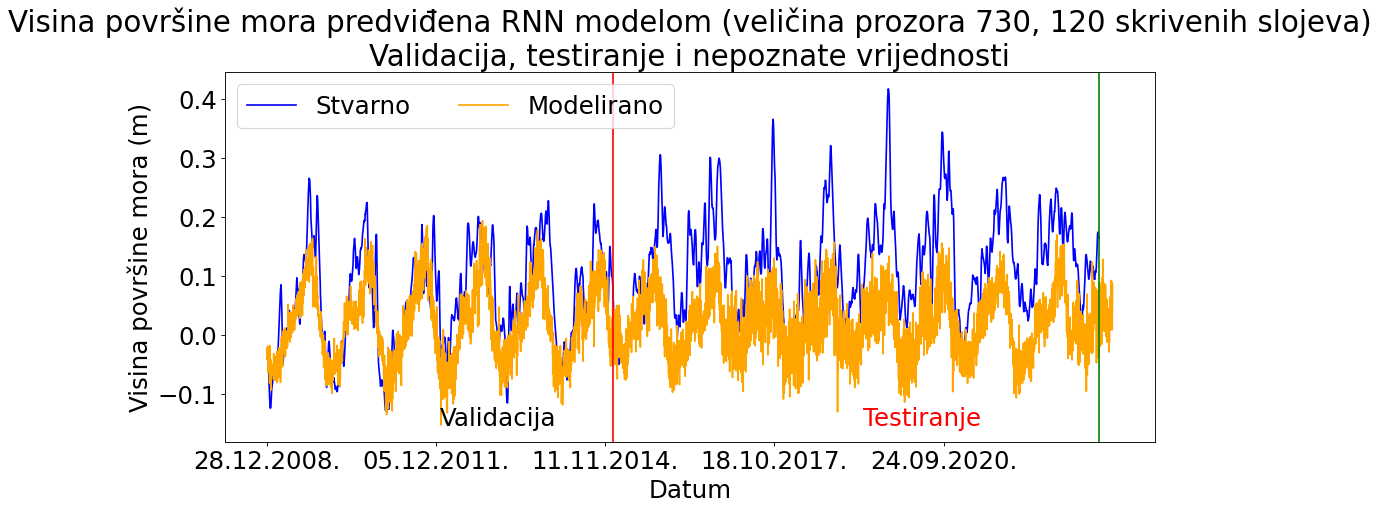 Visina površine mora predviđena RNN modelom (veličina prozora 730, 120 skrivenih slojeva)
Validacija, testiranje i nepoznate vrijednosti
Stvarno
Modelirano
Visina površine mora (m)
0.4
0.3
0.2
0.1
0.0
−0.1
Validacija
Testiranje
28.12.2008.
05.12.2011.
11.11.2014.
18.10.2017.
24.09.2020.
Datum